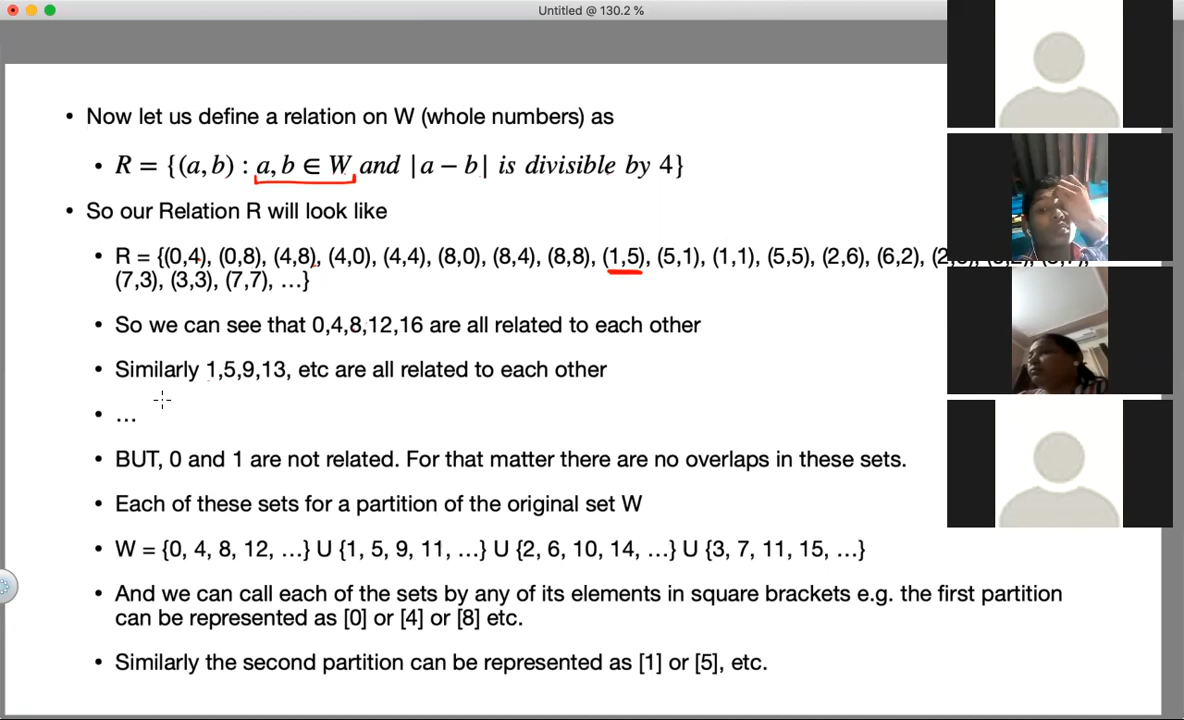 Untitled @ 130.2 %
• Now let us define a relation on W (whole numbers) as
• R = {(a, b) : a, b ∈ W and |a − b| is divisible by 4}
• So our Relation R will look like
• R = {(0,4), (0,8), (4,8), (4,0), (4,4), (8,0), (8,4), (8,8), (1,5), (5,1), (1,1), (5,5), (2,6), (6,2),
(7,3), (3,3), (7,7), …}
• So we can see that 0,4,8,12,16 are all related to each other
• Similarly 1,5,9,13, etc are all related to each other
• …
• BUT, 0 and 1 are not related. For that matter there are no overlaps in these sets.
• Each of these sets for a partition of the original set W
• W = {0, 4, 8, 12, …} U {1, 5, 9, 11, …} U {2, 6, 10, 14, …} U {3, 7, 11, 15, …}
• And we can call each of the sets by any of its elements in square brackets e.g. the first partition
can be represented as [0] or [4] or [8] etc.
• Similarly the second partition can be represented as [1] or [5], etc.